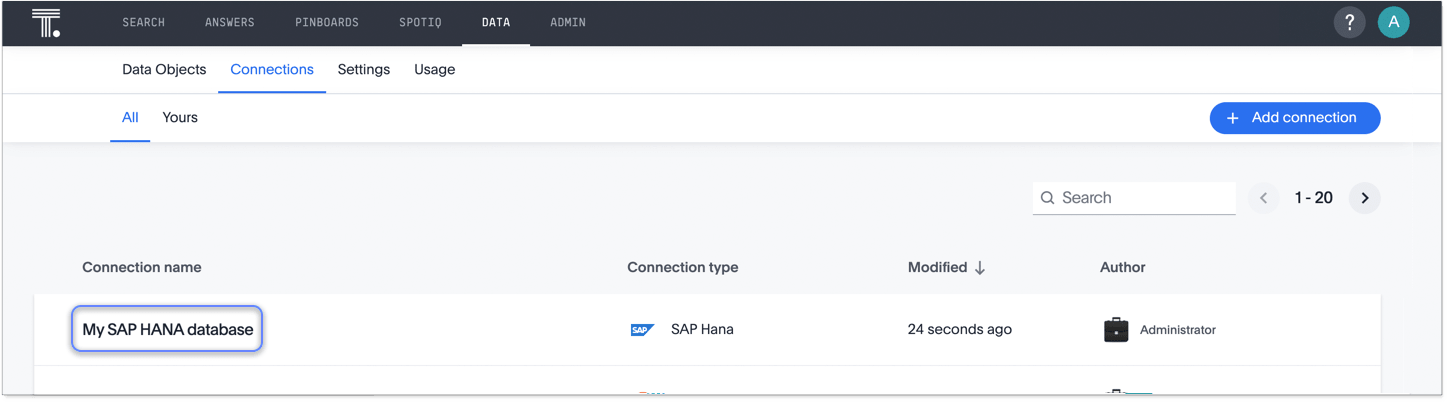 T. SEARCH ANSWERS PINBOARDS SPOTIQ DATA ADMIN ? A
Data Objects Connections Settings Usage
All Yours + Add connection
Search 1 - 20
Connection name Connection type Modified ↓ Author
My SAP HANA database SAP SAP Hana 24 seconds ago Administrator